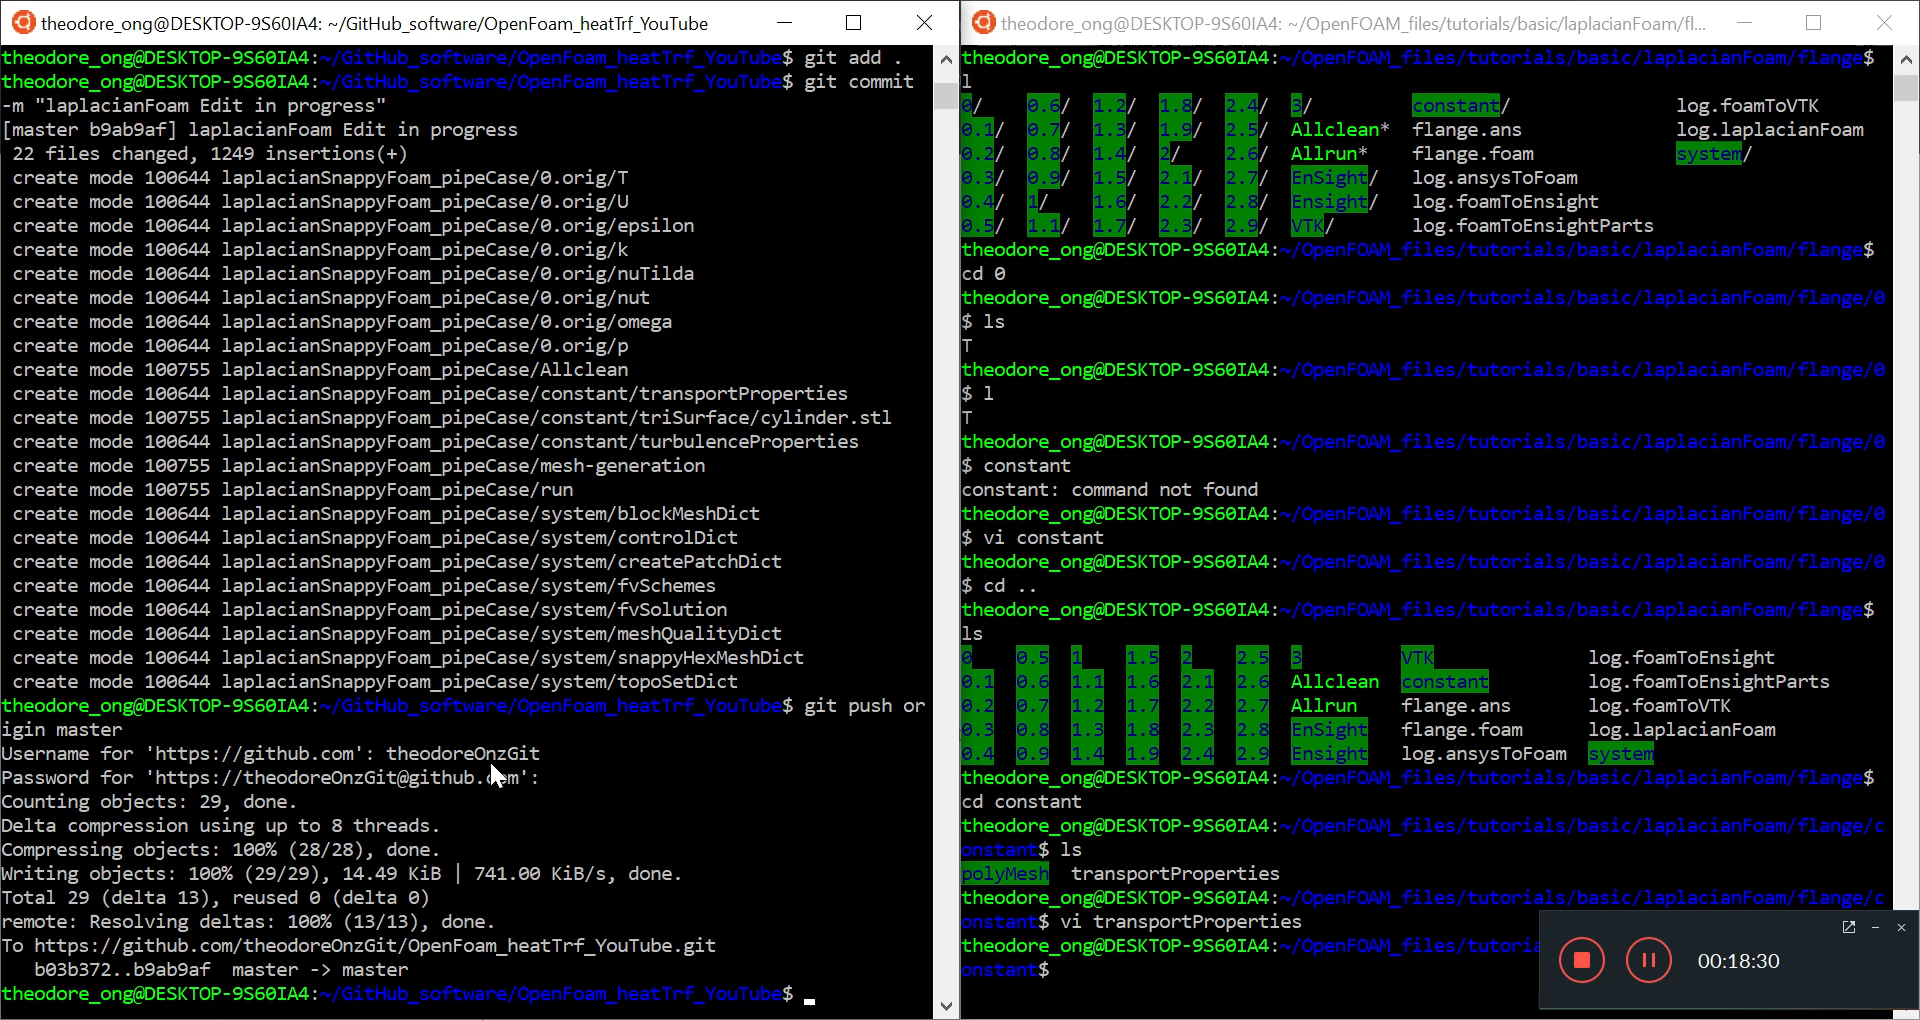 theodore_ong@DESKTOP-9S60IA4: ~/GitHub_software/OpenFoam_heatTrf_YouTube
theodore_ong@DESKTOP-9S60IA4:~/GitHub_software/OpenFoam_heatTrf_YouTube$ git add .
theodore_ong@DESKTOP-9S60IA4:~/GitHub_software/OpenFoam_heatTrf_YouTube$ git commit
-m "laplacianFoam Edit in progress"
[master b9ab9af] laplacianFoam Edit in progress
22 files changed, 1249 insertions(+)
create mode 100644 laplacianSnappyFoam_pipeCase/0.orig/T
create mode 100644 laplacianSnappyFoam_pipeCase/0.orig/U
create mode 100644 laplacianSnappyFoam_pipeCase/0.orig/epsilon
create mode 100644 laplacianSnappyFoam_pipeCase/0.orig/k
create mode 100644 laplacianSnappyFoam_pipeCase/0.orig/nuTilda
create mode 100644 laplacianSnappyFoam_pipeCase/0.orig/nut
create mode 100644 laplacianSnappyFoam_pipeCase/0.orig/omega
create mode 100644 laplacianSnappyFoam_pipeCase/0.orig/p
create mode 100755 laplacianSnappyFoam_pipeCase/Allclean
create mode 100644 laplacianSnappyFoam_pipeCase/constant/transportProperties
create mode 100755 laplacianSnappyFoam_pipeCase/constant/triSurface/cylinder.stl
create mode 100644 laplacianSnappyFoam_pipeCase/constant/turbulenceProperties
create mode 100755 laplacianSnappyFoam_pipeCase/mesh-generation
create mode 100755 laplacianSnappyFoam_pipeCase/run
create mode 100644 laplacianSnappyFoam_pipeCase/system/blockMeshDict
create mode 100644 laplacianSnappyFoam_pipeCase/system/controlDict
create mode 100644 laplacianSnappyFoam_pipeCase/system/createPatchDict
create mode 100644 laplacianSnappyFoam_pipeCase/system/fvSchemes
create mode 100644 laplacianSnappyFoam_pipeCase/system/fvSolution
create mode 100644 laplacianSnappyFoam_pipeCase/system/meshQualityDict
create mode 100644 laplacianSnappyFoam_pipeCase/system/snappyHexMeshDict
create mode 100644 laplacianSnappyFoam_pipeCase/system/topoSetDict
theodore_ong@DESKTOP-9S60IA4:~/GitHub_software/OpenFoam_heatTrf_YouTube$ git push or
igin master
Username for 'https://github.com': theodoreOnzGit
Password for 'https://theodoreOnzGit@github.com':
Counting objects: 29, done.
Delta compression using up to 8 threads.
Compressing objects: 100% (28/28), done.
Writing objects: 100% (29/29), 14.49 KiB | 741.00 KiB/s, done.
Total 29 (delta 13), reused 0 (delta 0)
remote: Resolving deltas: 100% (13/13), done.
To https://github.com/theodoreOnzGit/OpenFoam_heatTrf_YouTube.git
b03b372..b9ab9af master -> master
theodore_ong@DESKTOP-9S60IA4:~/GitHub_software/OpenFoam_heatTrf_YouTube$
theodore_ong@DESKTOP-9S60IA4: ~/OpenFOAM_files/tutorials/basic/laplacianFoam/fl...
theodore_ong@DESKTOP-9S60IA4:~/OpenFOAM_files/tutorials/basic/laplacianFoam/flange$
l
0/ 0.6/ 1.2/ 1.8/ 2.4/ 3/ constant/ log.foamToVTK
0.1/ 0.7/ 1.3/ 1.9/ 2.5/ Allclean* flange.ans log.laplacianFoam
0.2/ 0.8/ 1.4/ 2/ 2.6/ Allrun* flange.foam system/
0.3/ 0.9/ 1.5/ 2.1/ 2.7/ EnSight/ log.ansysToFoam
0.4/ 1/ 1.6/ 2.2/ 2.8/ Ensight/ log.foamToEnsight
0.5/ 1.1/ 1.7/ 2.3/ 2.9/ VTK/ log.foamToEnsightParts
theodore_ong@DESKTOP-9S60IA4:~/OpenFOAM_files/tutorials/basic/laplacianFoam/flange$
cd 0
theodore_ong@DESKTOP-9S60IA4:~/OpenFOAM_files/tutorials/basic/laplacianFoam/flange/0
$ ls
T
theodore_ong@DESKTOP-9S60IA4:~/OpenFOAM_files/tutorials/basic/laplacianFoam/flange/0
$ l
T
theodore_ong@DESKTOP-9S60IA4:~/OpenFOAM_files/tutorials/basic/laplacianFoam/flange/0
$ constant
constant: command not found
theodore_ong@DESKTOP-9S60IA4:~/OpenFOAM_files/tutorials/basic/laplacianFoam/flange/0
$ vi constant
theodore_ong@DESKTOP-9S60IA4:~/OpenFOAM_files/tutorials/basic/laplacianFoam/flange/0
$ cd ..
theodore_ong@DESKTOP-9S60IA4:~/OpenFOAM_files/tutorials/basic/laplacianFoam/flange$
ls
0 0.5 1 1.5 2 2.5 3 VTK log.foamToEnsight
0.1 0.6 1.1 1.6 2.1 2.6 Allclean constant log.foamToEnsightParts
0.2 0.7 1.2 1.7 2.2 2.7 Allrun flange.ans log.foamToVTK
0.3 0.8 1.3 1.8 2.3 2.8 EnSight flange.foam log.laplacianFoam
0.4 0.9 1.4 1.9 2.4 2.9 Ensight log.ansysToFoam system
theodore_ong@DESKTOP-9S60IA4:~/OpenFOAM_files/tutorials/basic/laplacianFoam/flange$
cd constant
theodore_ong@DESKTOP-9S60IA4:~/OpenFOAM_files/tutorials/basic/laplacianFoam/flange/c
onstant$ ls
polyMesh transportProperties
theodore_ong@DESKTOP-9S60IA4:~/OpenFOAM_files/tutorials/basic/laplacianFoam/flange/c
onstant$ vi transportProperties
theodore_ong@DESKTOP-9S60IA4:~/OpenFOAM_files/tutoria
onstant$
00:18:30